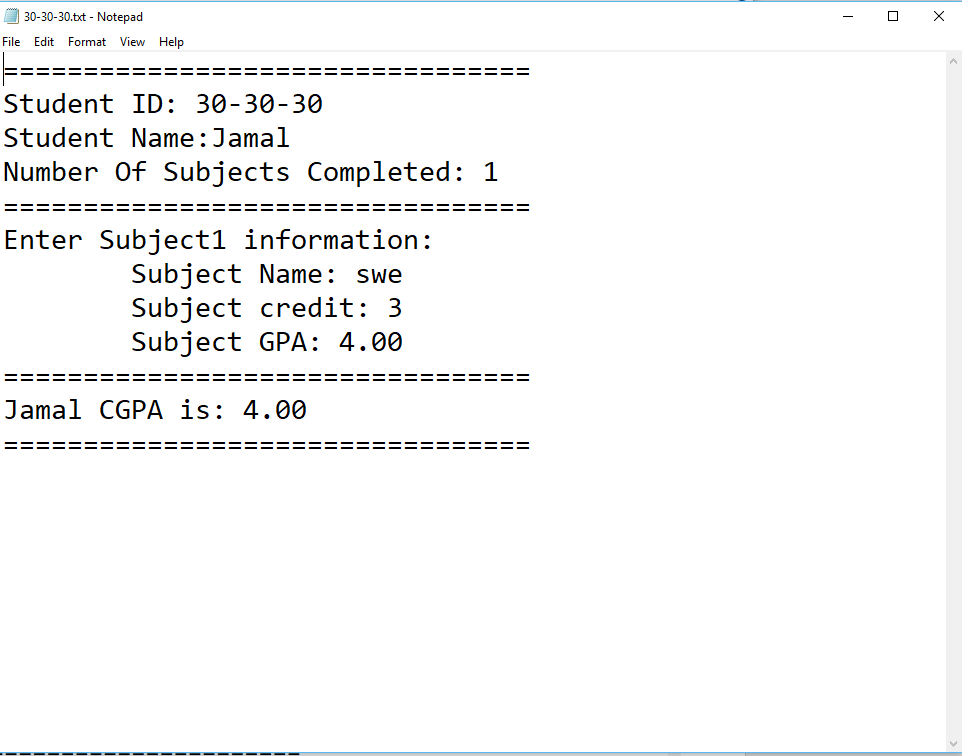 30-30-30.txt - Notepad
File Edit Format View Help
=================================
Student ID: 30-30-30
Student Name:Jamal
Number Of Subjects Completed: 1
=================================
Enter Subject1 information:
        Subject Name: swe
        Subject credit: 3
        Subject GPA: 4.00
=================================
Jamal CGPA is: 4.00
=================================